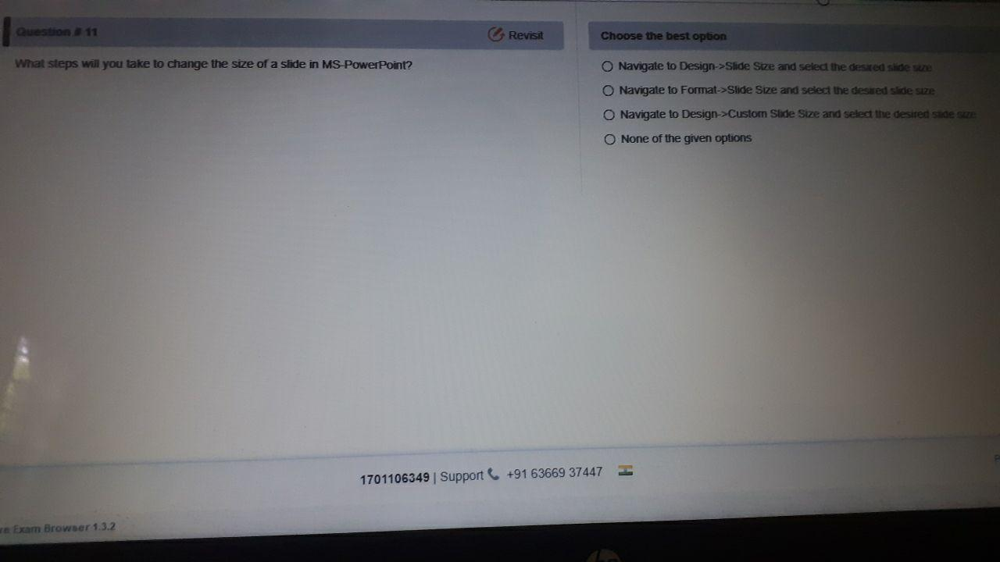 Question # 11
Revisit
What steps will you take to change the size of a slide in MS-PowerPoint?
Choose the best option
Navigate to Design->Slide Size and select the desired slide size
Navigate to Format->Slide Size and select the desired slide size
Navigate to Design->Custom Slide Size and select the desired slide size
None of the given options
1701106349 | Support +91 63669 37447
Exam Browser 1.3.2